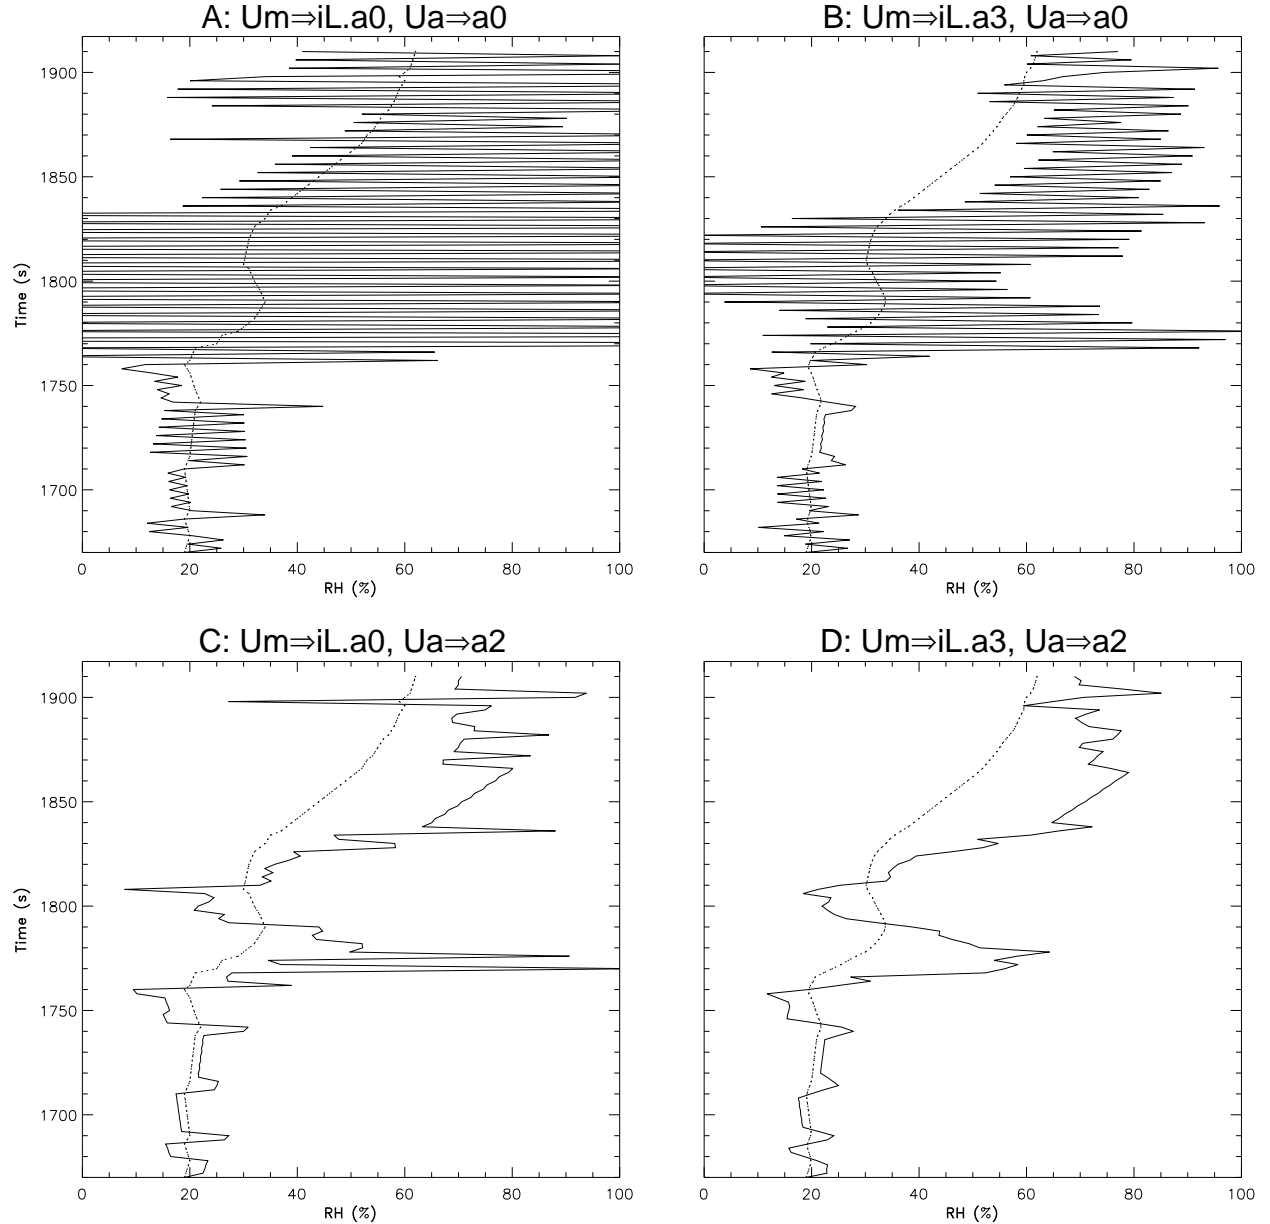 A: Um⇒iL.a0, Ua⇒a0
B: Um⇒iL.a3, Ua⇒a0
Time (s)
1900
1850
1800
1750
1700
0 20 40 60 80 100
RH (%)
0 20 40 60 80 100
RH (%)
C: Um⇒iL.a0, Ua⇒a2
D: Um⇒iL.a3, Ua⇒a2
Time (s)
1900
1850
1800
1750
1700
0 20 40 60 80 100
RH (%)
0 20 40 60 80 100
RH (%)